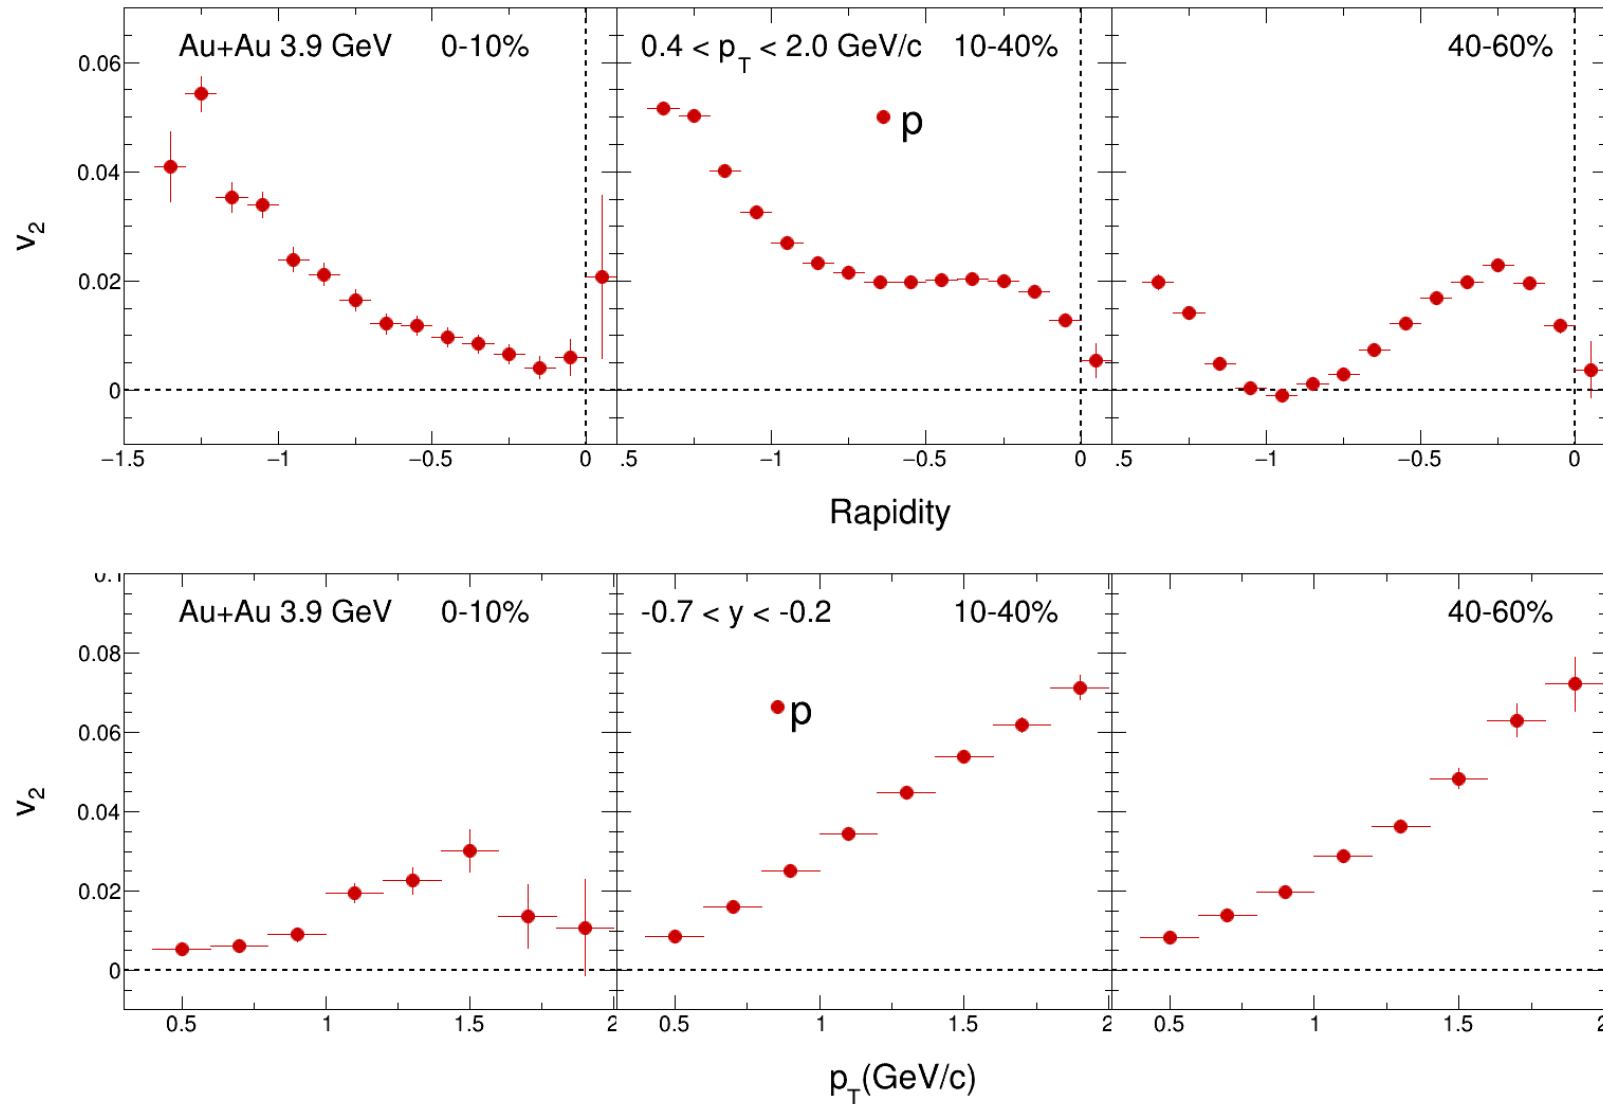 Au+Au 3.9 GeV 0-10%
0.4 < p_T < 2.0 GeV/c 10-40%
40-60%
p
v_2
0.06
0.04
0.02
0
−1.5 −1 −0.5 0 .5 −1 −0.5 0 .5 −1 −0.5 0
Rapidity
0.1
Au+Au 3.9 GeV 0-10%
-0.7 < y < -0.2 10-40%
40-60%
p
v_2
0.08
0.06
0.04
0.02
0
0.5 1 1.5 2 0.5 1 1.5 2 0.5 1 1.5 2
p_T(GeV/c)